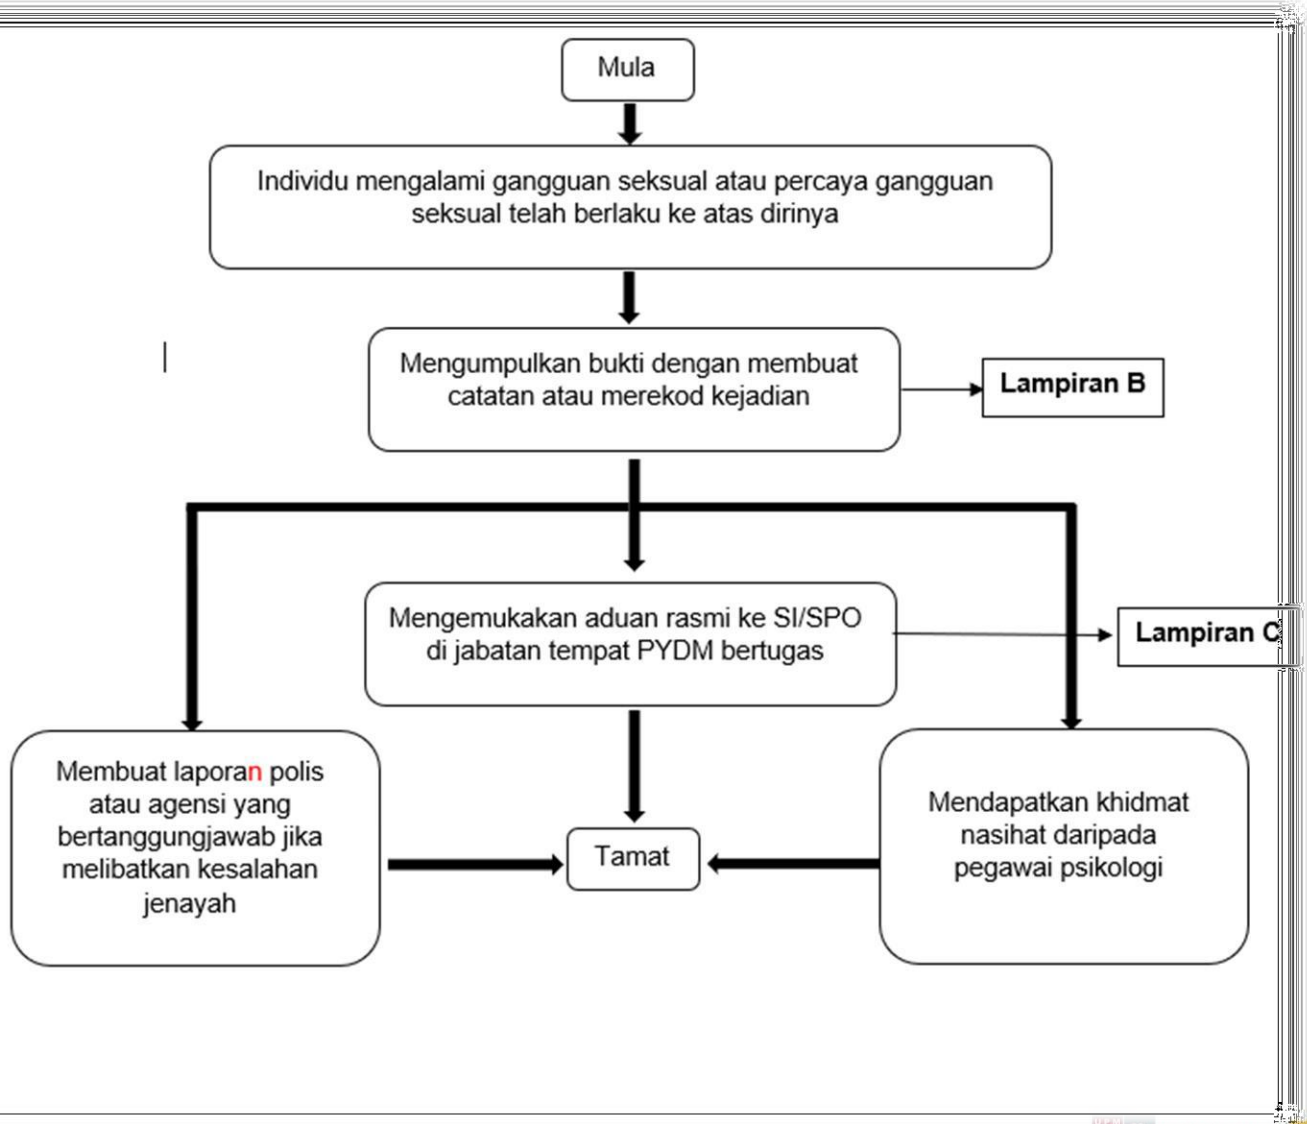 Mula
Individu mengalami gangguan seksual atau percaya gangguan
seksual telah berlaku ke atas dirinya
Mengumpulkan bukti dengan membuat
catatan atau merekod kejadian
Lampiran B
Mengemukakan aduan rasmi ke SI/SPO
di jabatan tempat PYDM bertugas
Lampiran C
Membuat laporan polis
atau agensi yang
bertanggungjawab jika
melibatkan kesalahan
jenayah
Mendapatkan khidmat
nasihat daripada
pegawai psikologi
Tamat